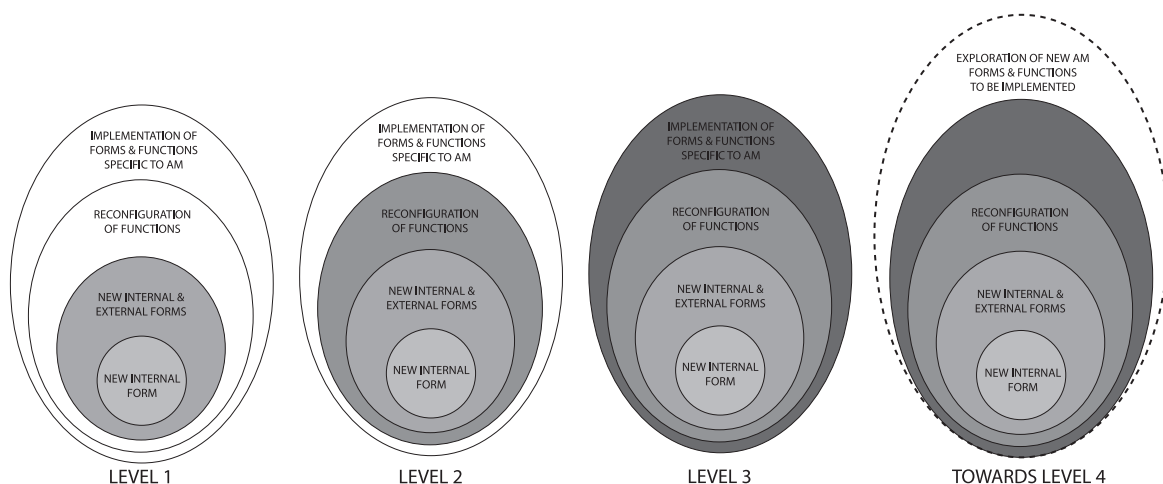 IMPLEMENTATION OF
FORMS & FUNCTIONS
SPECIFIC TO AM
RECONFIGURATION
OF FUNCTIONS
NEW INTERNAL &
EXTERNAL FORMS
NEW INTERNAL
FORM
LEVEL 1
IMPLEMENTATION OF
FORMS & FUNCTIONS
SPECIFIC TO AM
RECONFIGURATION
OF FUNCTIONS
NEW INTERNAL &
EXTERNAL FORMS
NEW INTERNAL
FORM
LEVEL 2
IMPLEMENTATION OF
FORMS & FUNCTIONS
SPECIFIC TO AM
RECONFIGURATION
OF FUNCTIONS
NEW INTERNAL
& EXTERNAL FORMS
NEW INTERNAL
FORM
LEVEL 3
EXPLORATION OF NEW AM
FORMS & FUNCTIONS
TO BE IMPLEMENTED
RECONFIGURATION
OF FUNCTIONS
NEW INTERNAL
& EXTERNAL FORMS
NEW INTERNAL
FORM
TOWARDS LEVEL 4